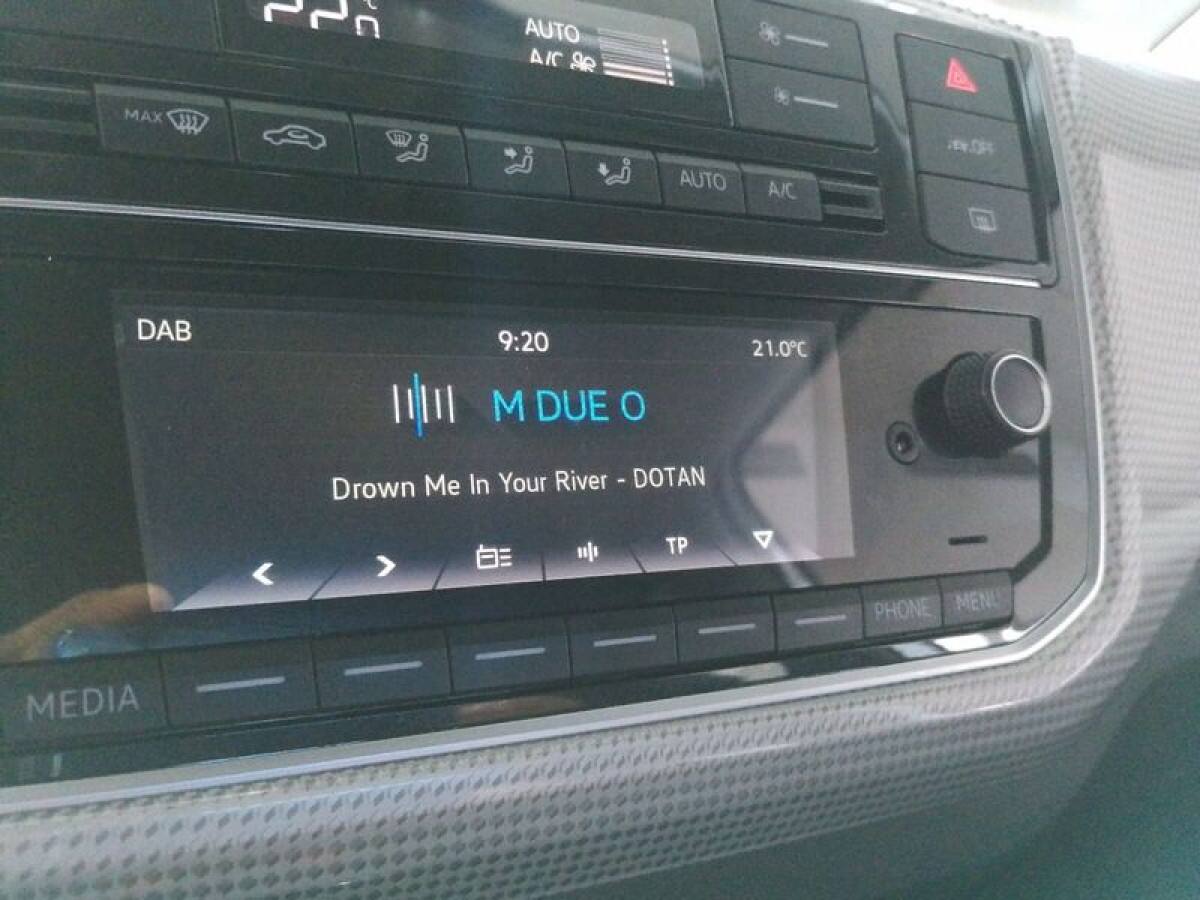 °C
AUTO
A/C
MAX
AUTO
A/C
OFF
DAB
9:20
21.0°C
M DUE O
Drown Me In Your River - DOTAN
TP
MEDIA
PHONE
MENU